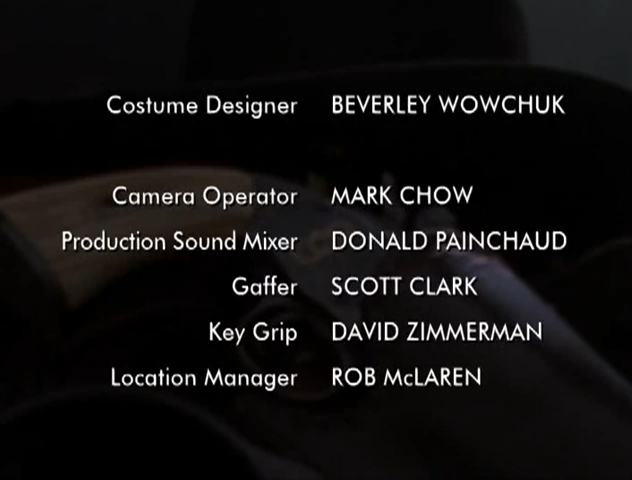 Costume Designer BEVERLEY WOWCHUK
Camera Operator MARK CHOW
Production Sound Mixer DONALD PAINCHAUD
Gaffer SCOTT CLARK
Key Grip DAVID ZIMMERMAN
Location Manager ROB McLAREN